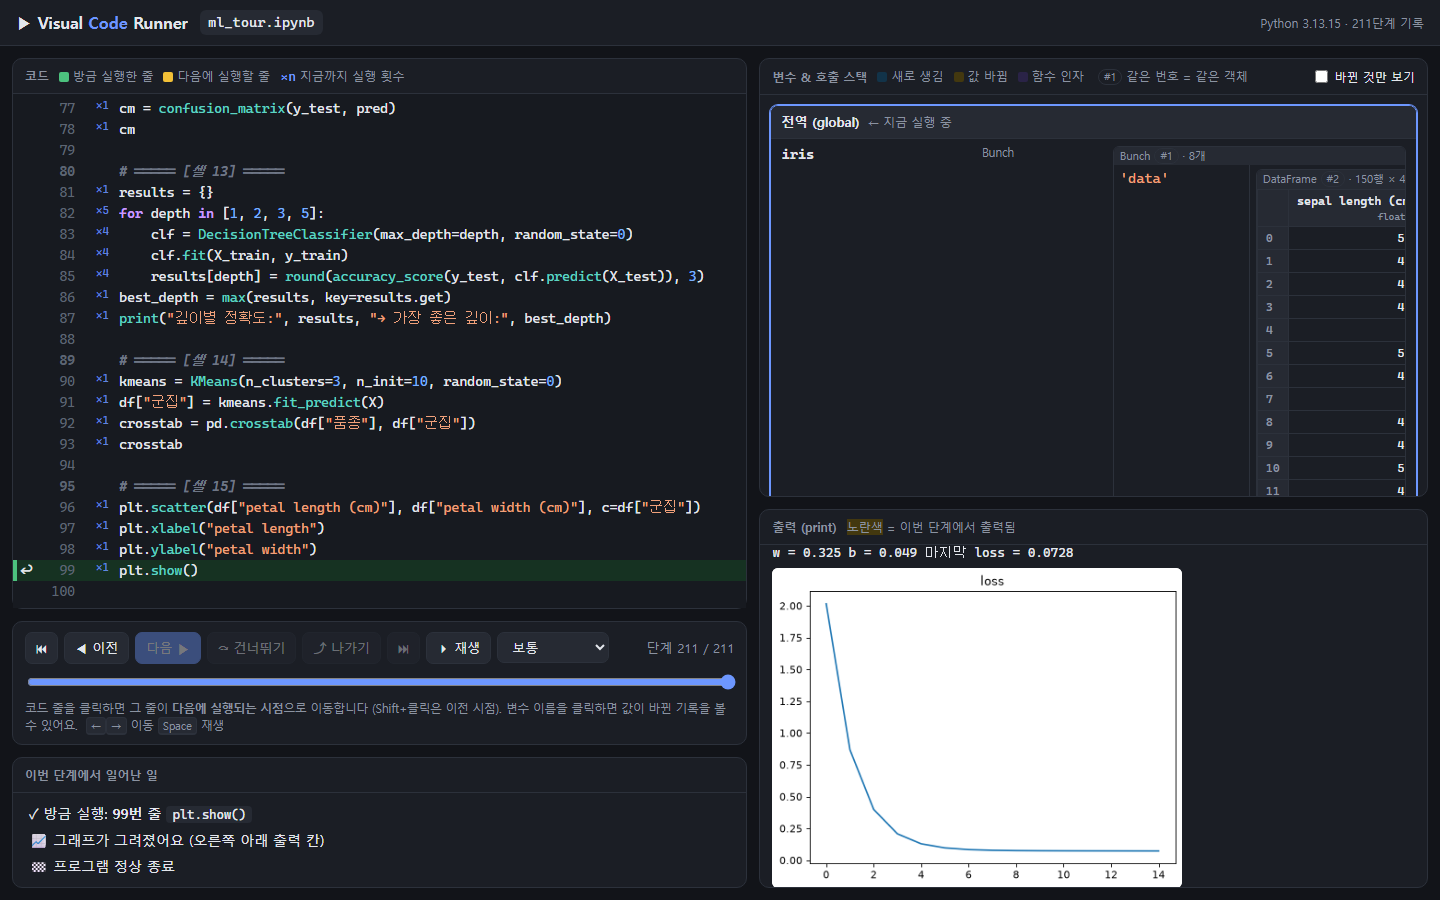 ▶ Visual Code Runner ml_tour.ipynb
Python 3.13.15 · 211단계 기록
코드 방금 실행한 줄 다음에 실행할 줄 ×n 지금까지 실행 횟수
77 ×1 cm = confusion_matrix(y_test, pred)
78 ×1 cm
79
80 # ══════ [셀 13] ══════
81 ×1 results = {}
82 ×5 for depth in [1, 2, 3, 5]:
83 ×4 clf = DecisionTreeClassifier(max_depth=depth, random_state=0)
84 ×4 clf.fit(X_train, y_train)
85 ×4 results[depth] = round(accuracy_score(y_test, clf.predict(X_test)), 3)
86 ×1 best_depth = max(results, key=results.get)
87 ×1 print("깊이별 정확도:", results, "→ 가장 좋은 깊이:", best_depth)
88
89 # ══════ [셀 14] ══════
90 ×1 kmeans = KMeans(n_clusters=3, n_init=10, random_state=0)
91 ×1 df["군집"] = kmeans.fit_predict(X)
92 ×1 crosstab = pd.crosstab(df["품종"], df["군집"])
93 ×1 crosstab
94
95 # ══════ [셀 15] ══════
96 ×1 plt.scatter(df["petal length (cm)"], df["petal width (cm)"], c=df["군집"])
97 ×1 plt.xlabel("petal length")
98 ×1 plt.ylabel("petal width")
99 ×1 plt.show()
100
⏮ ◀ 이전 다음 ▶ 건너뛰기 나가기 ⏭ 재생 보통 단계 211 / 211
코드 줄을 클릭하면 그 줄이 다음에 실행되는 시점으로 이동합니다 (Shift+클릭은 이전 시점). 변수 이름을 클릭하면 값이 바뀐 기록을 볼
수 있어요. ← → 이동 Space 재생
이번 단계에서 일어난 일
✓ 방금 실행: 99번 줄 plt.show()
그래프가 그려졌어요 (오른쪽 아래 출력 칸)
프로그램 정상 종료
변수 & 호출 스택 새로 생김 값 바뀜 함수 인자 #1 같은 번호 = 같은 객체 바뀐 것만 보기
전역 (global) ← 지금 실행 중
iris Bunch Bunch #1 · 8개
'data' DataFrame #2 · 150행 × 4
sepal length (cm
float
0 5
1 4
2 4
3 4
4
5 5
6 4
7
8 4
9 4
10 5
11 4
출력 (print) 노란색 = 이번 단계에서 출력됨
w = 0.325 b = 0.049 마지막 loss = 0.0728
loss
2.00
1.75
1.50
1.25
1.00
0.75
0.50
0.25
0.00
0 2 4 6 8 10 12 14